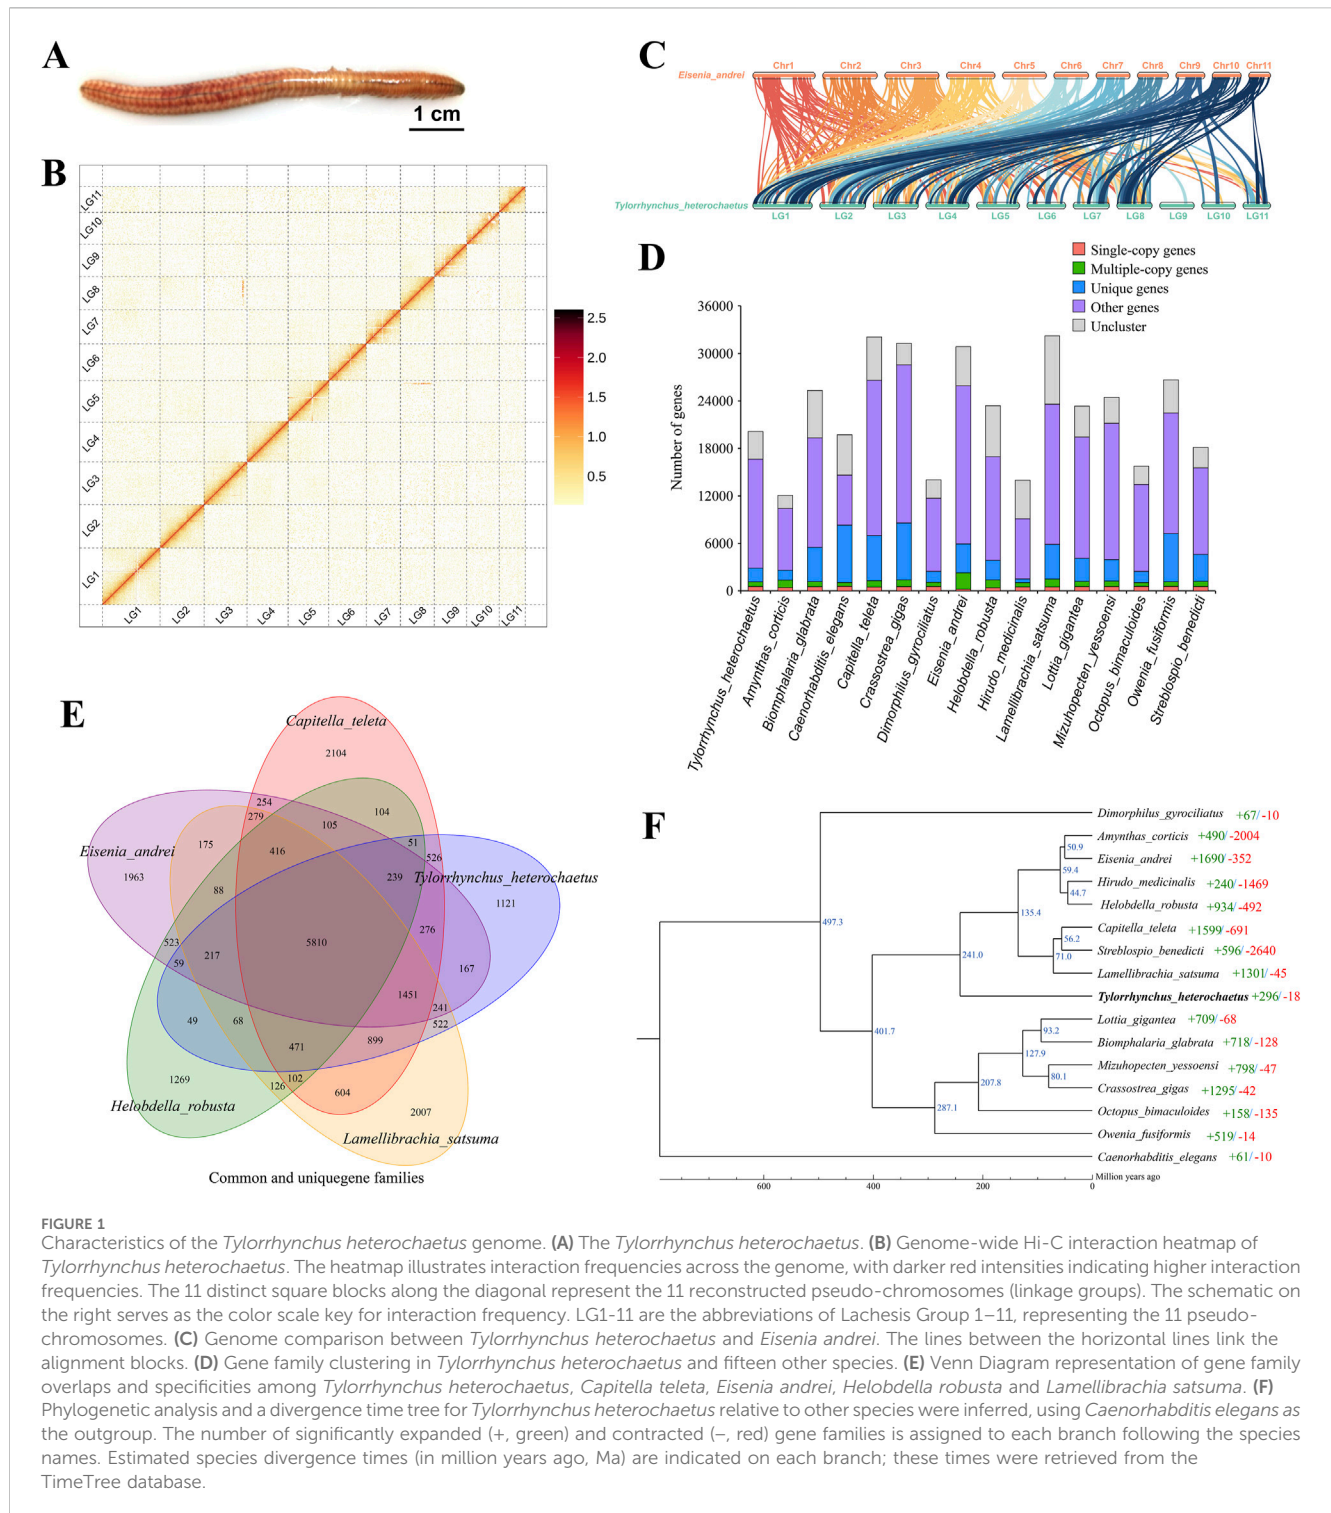 A
1 cm
B
LG11
LG10
LG9
LG8
LG7
LG6
LG5
LG4
LG3
LG2
LG1
LG1 LG2 LG3 LG4 LG5 LG6 LG7 LG8 LG9 LG10 LG11
2.5
2.0
1.5
1.0
0.5
C
Chr1 Chr2 Chr3 Chr4 Chr5 Chr6 Chr7 Chr8 Chr9 Chr10 Chr11
Eisenia_andrei
Tylorrhynchus_heterochaetus
LG1 LG2 LG3 LG4 LG5 LG6 LG7 LG8 LG9 LG10 LG11
D
Single-copy genes
Multiple-copy genes
Unique genes
Other genes
Uncluster
Number of genes
36000
30000
24000
18000
12000
6000
0
Tylorrhynchus_heterochaetus
Amynthas_corticis
Biomphalaria_glabrata
Caenorhabditis_elegans
Capitella_teleta
Crassostrea_gigas
Dimorphilus_gyrociliatus
Eisenia_andrei
Helobdella_robusta
Hirudo_medicinalis
Lamellibrachia_satsuma
Lottia_gigantea
Mizuhopecten_yessoensi
Octopus_bimaculoides
Owenia_fusiformis
Streblospio_benedicti
E
Capitella_teleta
2104
254
279
104
105
51
526
175
416
Eisenia_andrei
1963
239
Tylorrhynchus_heterochaetus
88
1121
276
523
5810
217
59
167
1451
241
522
49
68
471
899
1269
102
126
604
2007
Helobdella_robusta
Lamellibrachia_satsuma
Common and uniquegene families
F
Dimorphilus_gyrociliatus +67/-10
Amynthas_corticis +490/-2004
50.9
Eisenia_andrei +1690/-352
59.4
Hirudo_medicinalis +240/-1469
44.7
Helobdella_robusta +934/-492
135.4
497.3
Capitella_teleta +1599/-691
56.2
Streblospio_benedicti +596/-2640
241.0
71.0
Lamellibrachia_satsuma +1301/-45
Tylorrhynchus_heterochaetus +296/-18
Lottia_gigantea +709/-68
401.7
93.2
Biomphalaria_glabrata +718/-128
127.9
Mizuhopecten_yessoensi +798/-47
80.1
207.8
Crassostrea_gigas +1295/-42
287.1
Octopus_bimaculoides +158/-135
Owenia_fusiformis +519/-14
Caenorhabditis_elegans +61/-10
Million years ago
600 400 200 0
FIGURE 1
Characteristics of the Tylorrhynchus heterochaetus genome. (A) The Tylorrhynchus heterochaetus. (B) Genome-wide Hi-C interaction heatmap of
Tylorrhynchus heterochaetus. The heatmap illustrates interaction frequencies across the genome, with darker red intensities indicating higher interaction
frequencies. The 11 distinct square blocks along the diagonal represent the 11 reconstructed pseudo-chromosomes (linkage groups). The schematic on
the right serves as the color scale key for interaction frequency. LG1-11 are the abbreviations of Lachesis Group 1–11, representing the 11 pseudo-
chromosomes. (C) Genome comparison between Tylorrhynchus heterochaetus and Eisenia andrei. The lines between the horizontal lines link the
alignment blocks. (D) Gene family clustering in Tylorrhynchus heterochaetus and fifteen other species. (E) Venn Diagram representation of gene family
overlaps and specificities among Tylorrhynchus heterochaetus, Capitella teleta, Eisenia andrei, Helobdella robusta and Lamellibrachia satsuma. (F)
Phylogenetic analysis and a divergence time tree for Tylorrhynchus heterochaetus relative to other species were inferred, using Caenorhabditis elegans as
the outgroup. The number of significantly expanded (+, green) and contracted (–, red) gene families is assigned to each branch following the species
names. Estimated species divergence times (in million years ago, Ma) are indicated on each branch; these times were retrieved from the
TimeTree database.